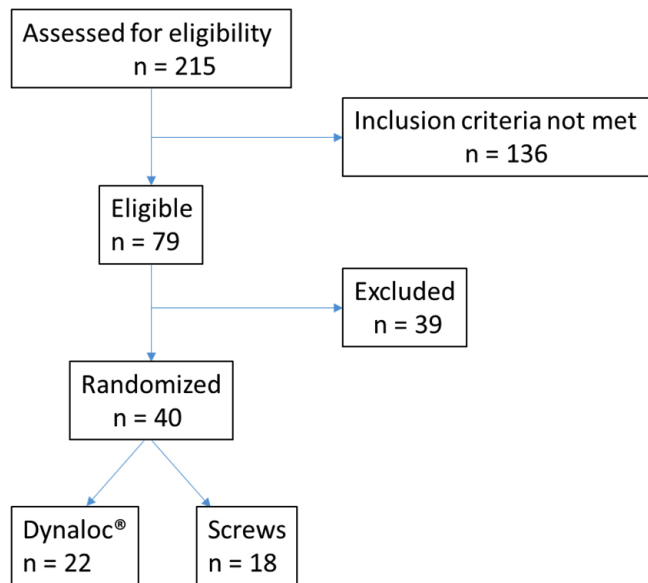 Assessed for eligibility
n = 215
Inclusion criteria not met
n = 136
Eligible
n = 79
Excluded
n = 39
Randomized
n = 40
Dynaloc®
n = 22
Screws
n = 18